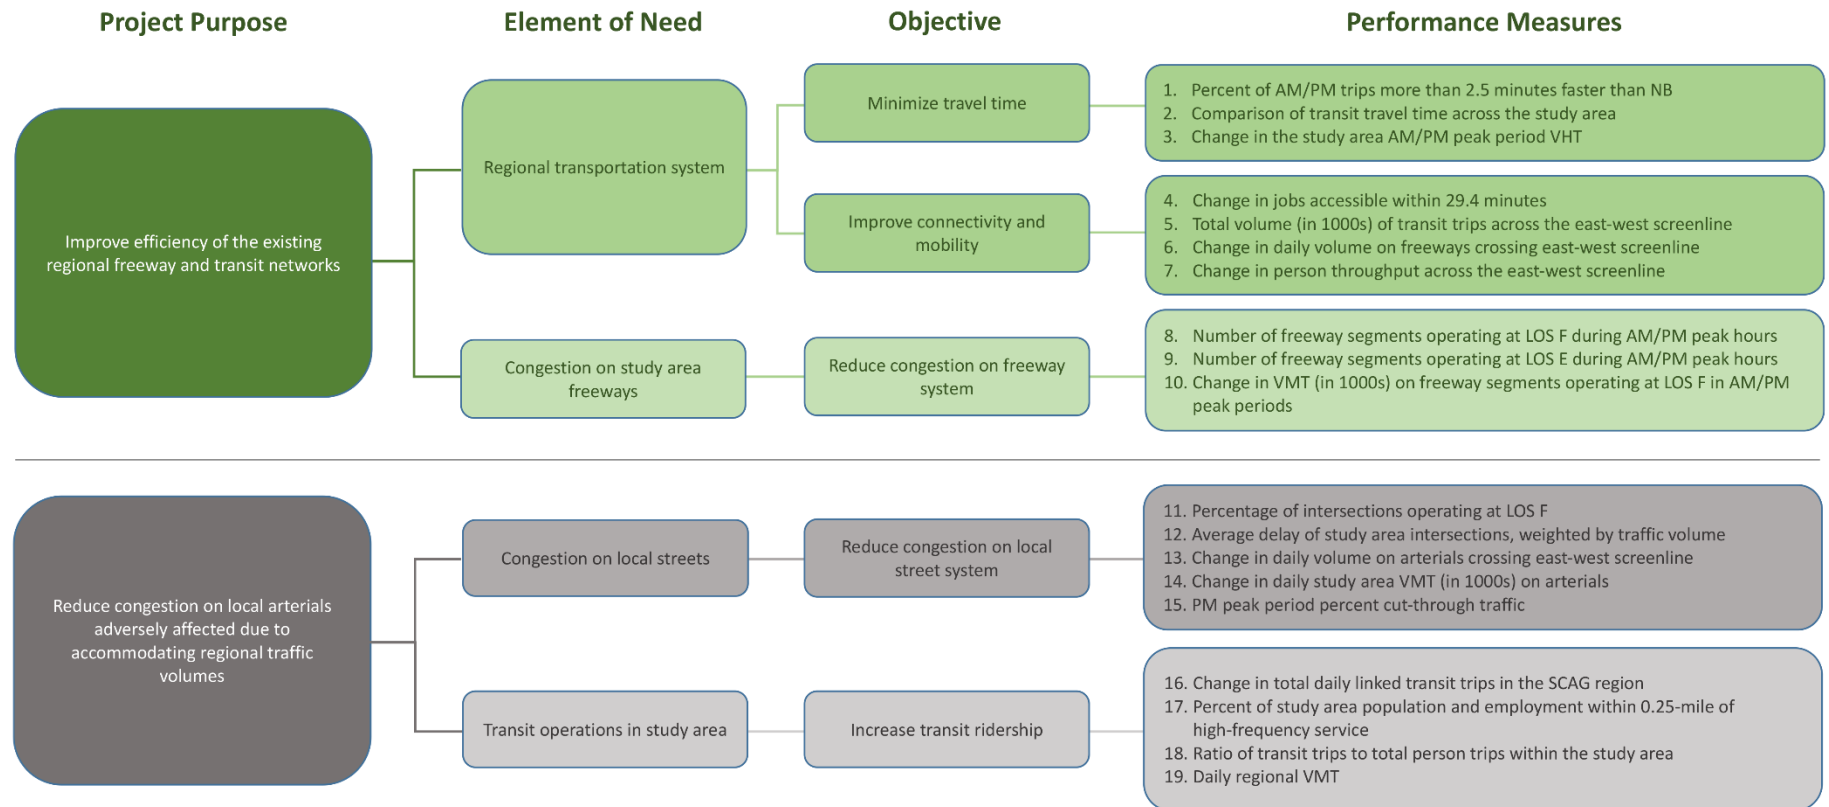 Project Purpose
Element of Need
Objective
Performance Measures
Improve efficiency of the existing
regional freeway and transit networks
Regional transportation system
Minimize travel time
1. Percent of AM/PM trips more than 2.5 minutes faster than NB
2. Comparison of transit travel time across the study area
3. Change in the study area AM/PM peak period VHT
Improve connectivity and
mobility
4. Change in jobs accessible within 29.4 minutes
5. Total volume (in 1000s) of transit trips across the east-west screenline
6. Change in daily volume on freeways crossing east-west screenline
7. Change in person throughput across the east-west screenline
Congestion on study area
freeways
Reduce congestion on freeway
system
8. Number of freeway segments operating at LOS F during AM/PM peak hours
9. Number of freeway segments operating at LOS E during AM/PM peak hours
10. Change in VMT (in 1000s) on freeway segments operating at LOS F in AM/PM
peak periods
Reduce congestion on local arterials
adversely affected due to
accommodating regional traffic
volumes
Congestion on local streets
Reduce congestion on local
street system
11. Percentage of intersections operating at LOS F
12. Average delay of study area intersections, weighted by traffic volume
13. Change in daily volume on arterials crossing east-west screenline
14. Change in daily study area VMT (in 1000s) on arterials
15. PM peak period percent cut-through traffic
Transit operations in study area
Increase transit ridership
16. Change in total daily linked transit trips in the SCAG region
17. Percent of study area population and employment within 0.25-mile of
high-frequency service
18. Ratio of transit trips to total person trips within the study area
19. Daily regional VMT